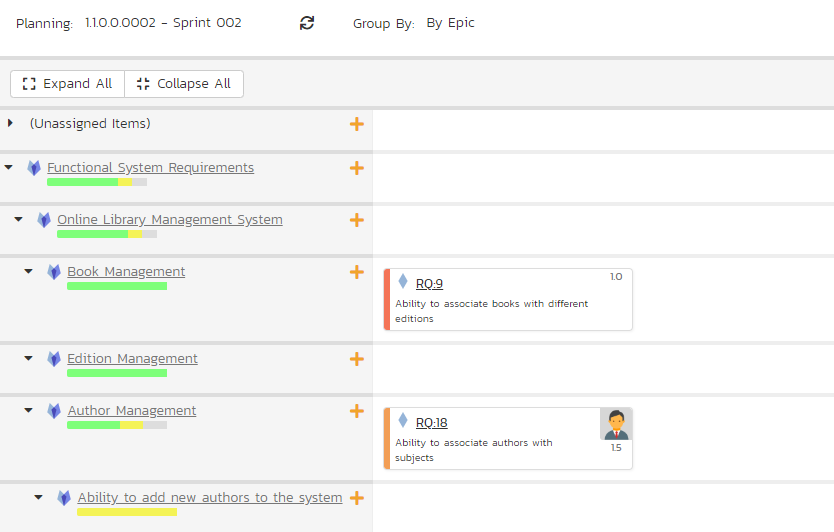 Planning: 1.1.0.0.0002 - Sprint 002 Group By: By Epic
Expand All Collapse All
(Unassigned Items)
Functional System Requirements
Online Library Management System
Book Management
RQ:9 1.0
Ability to associate books with different
editions
Edition Management
Author Management
RQ:18
Ability to associate authors with
1.5
subjects
Ability to add new authors to the system